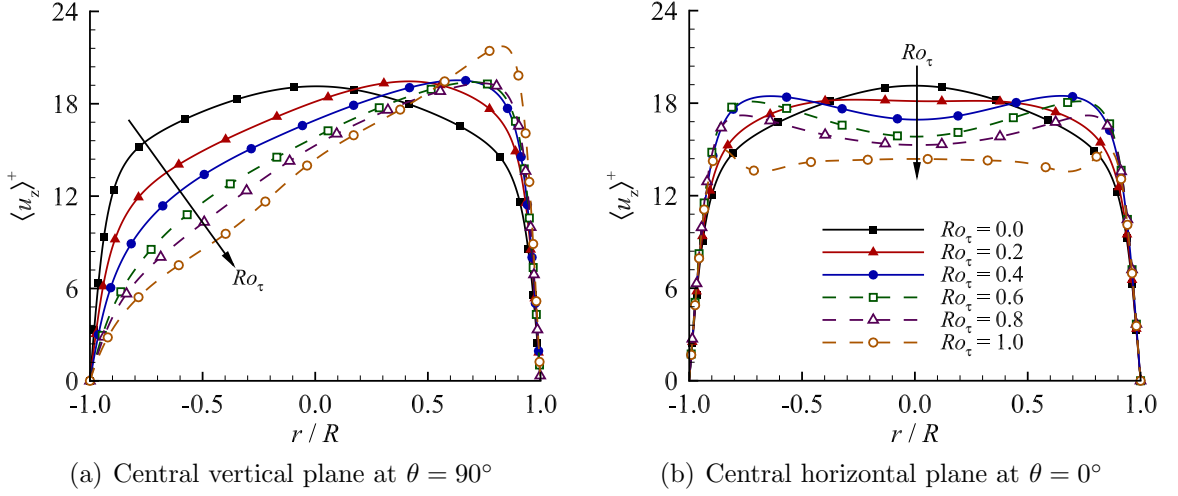 24
18
12
6
0
⟨u_z⟩⁺
-1.0
-0.5
0.0
0.5
1.0
r / R
Ro_τ
(a) Central vertical plane at θ = 90°
24
18
12
6
0
⟨u_z⟩⁺
-1.0
-0.5
0.0
0.5
1.0
r / R
Ro_τ
Ro_τ = 0.0
Ro_τ = 0.2
Ro_τ = 0.4
Ro_τ = 0.6
Ro_τ = 0.8
Ro_τ = 1.0
(b) Central horizontal plane at θ = 0°